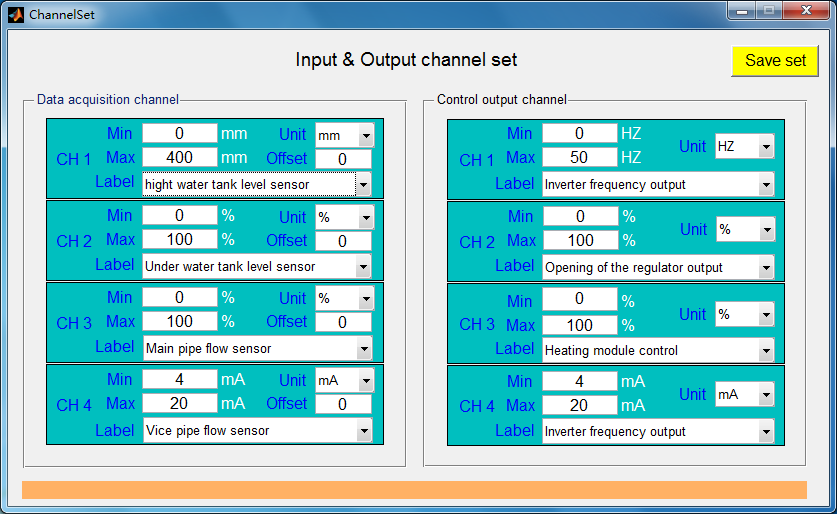 ChannelSet
Input & Output channel set
Save set
Data acquisition channel
CH 1
Min 0 mm Unit mm
Max 400 mm Offset 0
Label hight water tank level sensor
CH 2
Min 0 % Unit %
Max 100 % Offset 0
Label Under water tank level sensor
CH 3
Min 0 % Unit %
Max 100 % Offset 0
Label Main pipe flow sensor
CH 4
Min 4 mA Unit mA
Max 20 mA Offset 0
Label Vice pipe flow sensor
Control output channel
CH 1
Min 0 HZ
Max 50 HZ
Unit HZ
Label Inverter frequency output
CH 2
Min 0 %
Max 100 %
Unit %
Label Opening of the regulator output
CH 3
Min 0 %
Max 100 %
Unit %
Label Heating module control
CH 4
Min 4 mA
Max 20 mA
Unit mA
Label Inverter frequency output